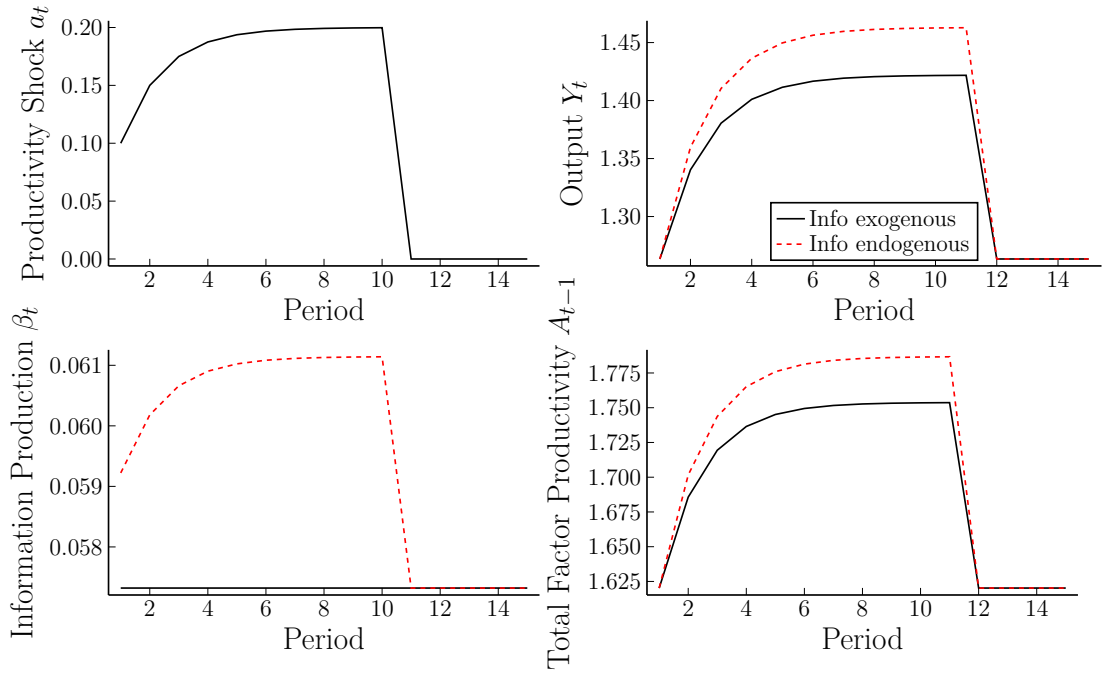 Productivity Shock a_t
0.20
0.15
0.10
0.05
0.00
2 4 6 8 10 12 14
Period
Output Y_t
1.45
1.40
1.35
1.30
Info exogenous
Info endogenous
2 4 6 8 10 12 14
Period
Information Production β_t
0.061
0.060
0.059
0.058
2 4 6 8 10 12 14
Period
Total Factor Productivity A_{t−1}
1.775
1.750
1.725
1.700
1.675
1.650
1.625
2 4 6 8 10 12 14
Period